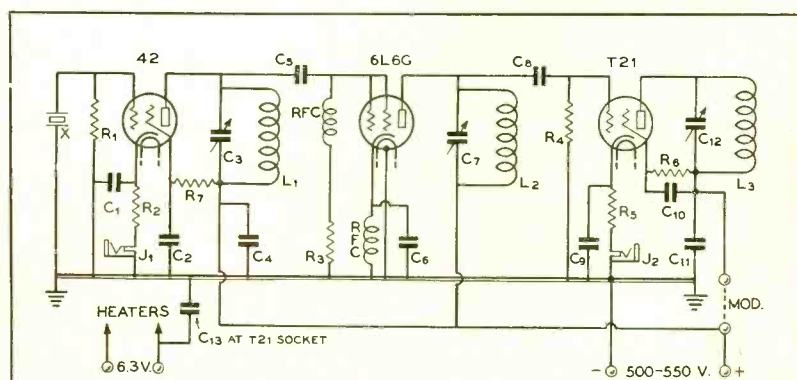 42
C5
6L6G
C8
T21
X
R1
C3
L1
RFC
C7
L2
R4
C12
L3
C1
R2
R7
R6
C10
R5
J1
C2
C4
R3
RFC
C6
C9
J2
C11
MOD.
HEATERS
C13 AT T21 SOCKET
6.3 V.
- 500-550 V. +